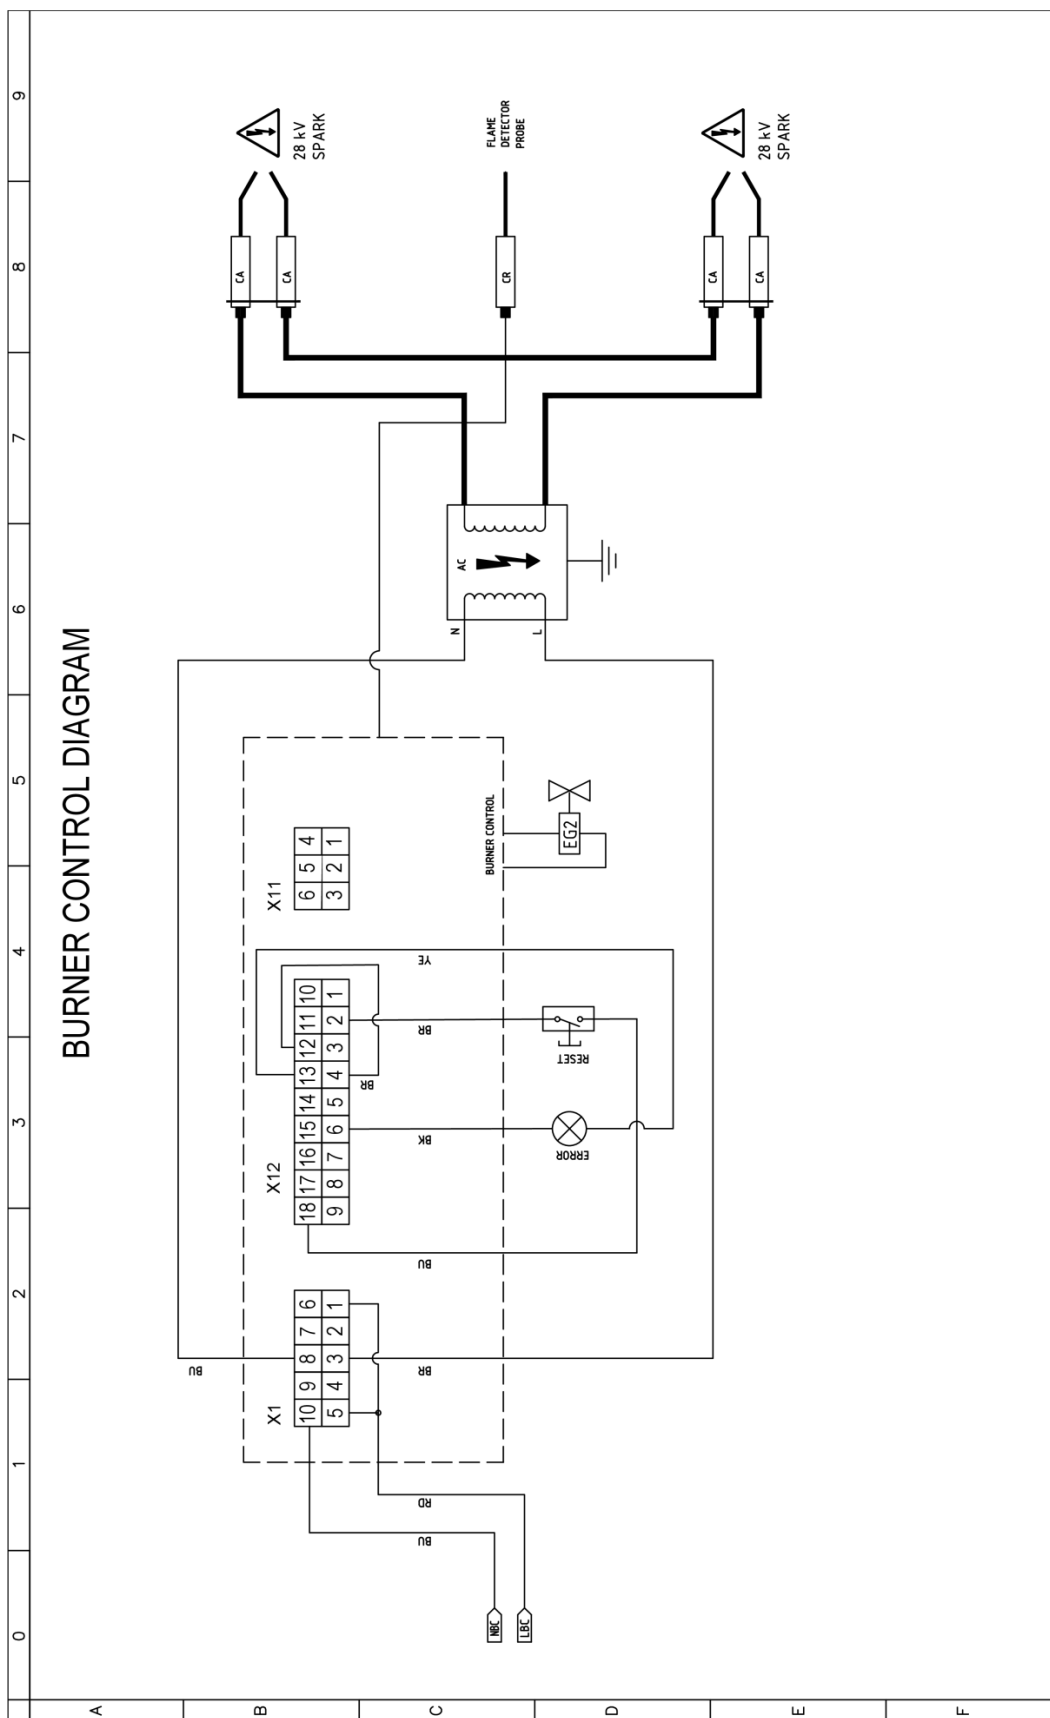 BURNER CONTROL DIAGRAM
0
1
2
3
4
5
6
7
8
9
A
B
C
D
E
F
NBC
LBC
BU
RD
X1
10 9 8 7 6
5 4 3 2 1
BU
BR
X12
18 17 16 15 14 13 12 11 10
9 8 7 6 5 4 3 2 1
BU
BK
BR
BR
YE
ERROR
RESET
X11
6 5 4
3 2 1
BURNER CONTROL
EG2
N
L
AC
CA
CA
28 kV
SPARK
CR
FLAME
DETECTOR
PROBE
CA
CA
28 kV
SPARK